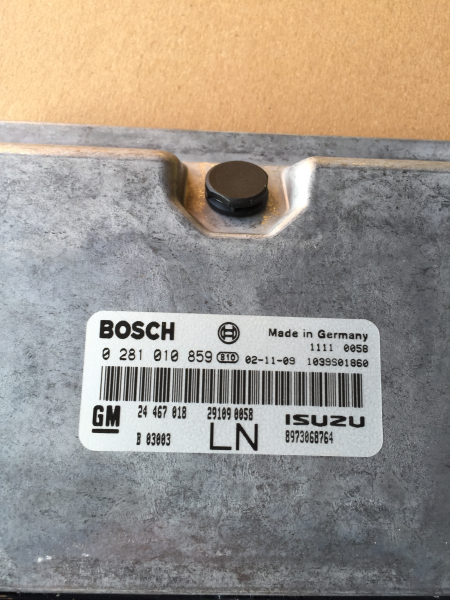 BOSCH Made in Germany
1111 0058
0 281 010 859 810 02-11-09 1039S01860
GM 24 467 018 29109 0058 ISUZU
B 03003 LN 8973068764